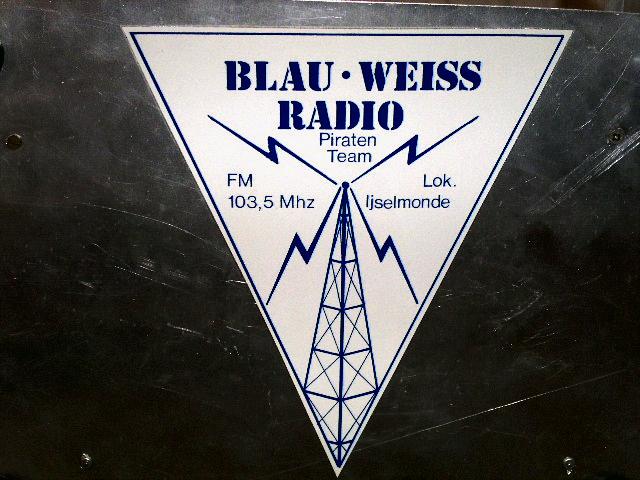 BLAU · WEISS
RADIO
Piraten
Team
FM
103,5 Mhz
Lok.
Ijselmonde